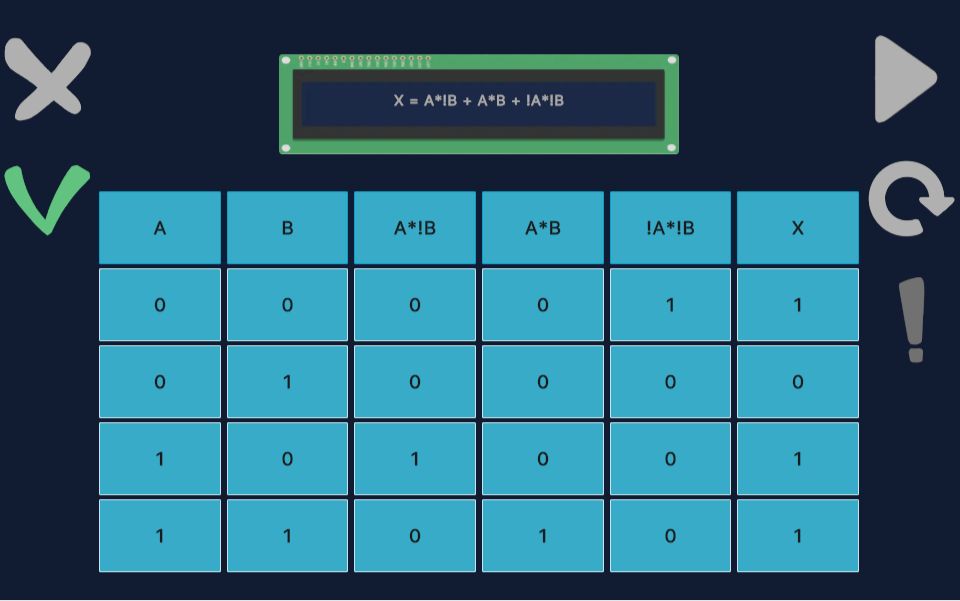 X = A*!B + A*B + !A*!B
A B A*!B A*B !A*!B X
0 0 0 0 1 1
0 1 0 0 0 0
1 0 1 0 0 1
1 1 0 1 0 1